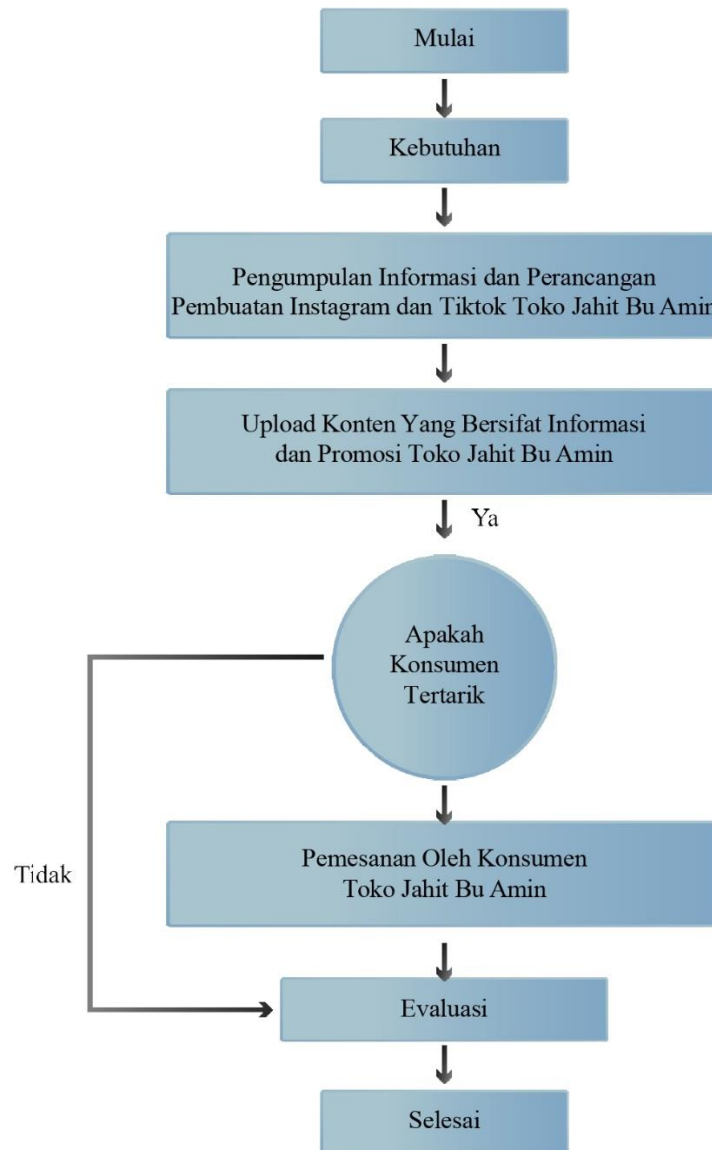 Mulai
Kebutuhan
Pengumpulan Informasi dan Perancangan
Pembuatan Instagram dan Tiktok Toko Jahit Bu Amin
Upload Konten Yang Bersifat Informasi
dan Promosi Toko Jahit Bu Amin
Ya
Apakah
Konsumen
Tertarik
Pemesanan Oleh Konsumen
Toko Jahit Bu Amin
Tidak
Evaluasi
Selesai